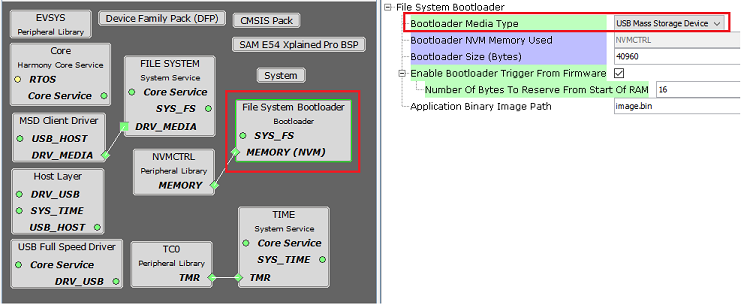 EVSYS
Peripheral Library
Device Family Pack (DFP)
CMSIS Pack
SAM E54 Xplained Pro BSP
Core
Harmony Core Service
RTOS
Core Service
FILE SYSTEM
System Service
Core Service
SYS_FS
DRV_MEDIA
System
File System Bootloader
Bootloader
SYS_FS
MEMORY (NVM)
MSD Client Driver
USB_HOST
DRV_MEDIA
NVMCTRL
Peripheral Library
MEMORY
Host Layer
DRV_USB
SYS_TIME
USB_HOST
TIME
System Service
Core Service
SYS_TIME
TMR
USB Full Speed Driver
Core Service
DRV_USB
TC0
Peripheral Library
TMR
File System Bootloader
Bootloader Media Type USB Mass Storage Device
Bootloader NVM Memory Used NVMCTRL
Bootloader Size (Bytes) 40960
Enable Bootloader Trigger From Firmware
Number Of Bytes To Reserve From Start Of RAM 16
Application Binary Image Path image.bin